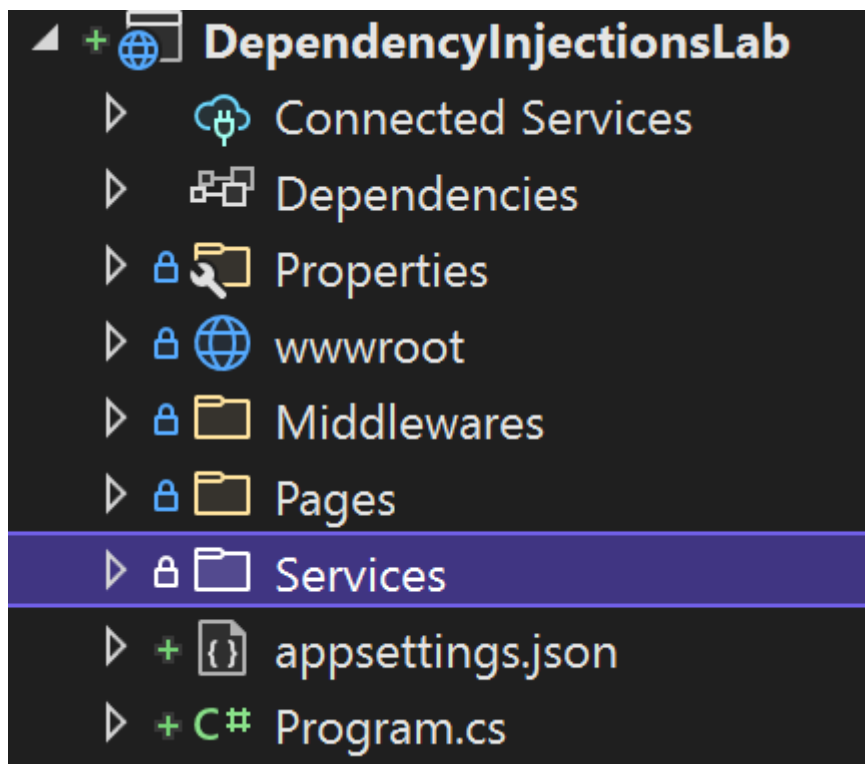 DependencyInjectionsLab
Connected Services
Dependencies
Properties
wwwroot
Middlewares
Pages
Services
appsettings.json
C# Program.cs